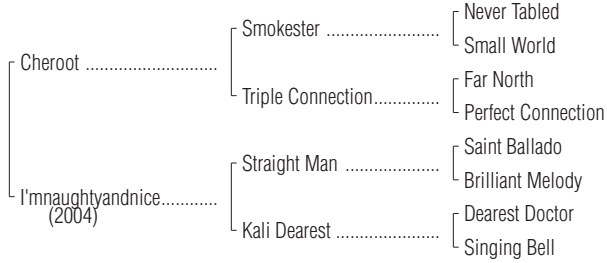 Never Tabled
Smokester ........................
Small World
Cheroot ............................
Far North
Triple Connection..............
Perfect Connection
Saint Ballado
Straight Man ....................
Brilliant Melody
I'mnaughtyandnice............
(2004)
Dearest Doctor
Kali Dearest ......................
Singing Bell